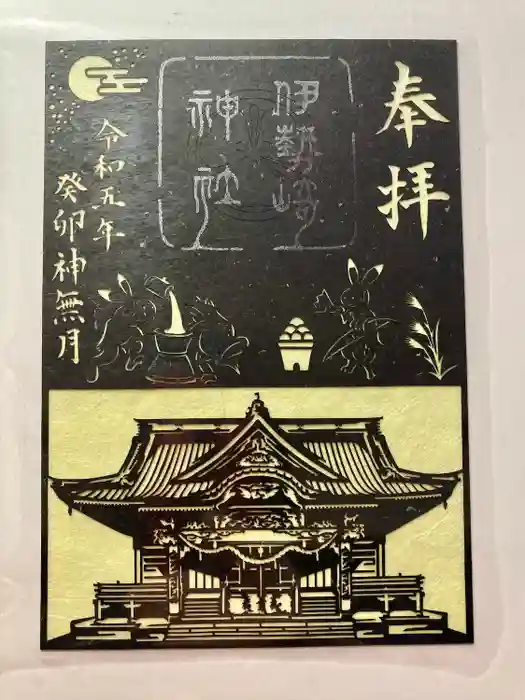 奉拝
伊勢崎
神社
令和五年
癸卯神無月